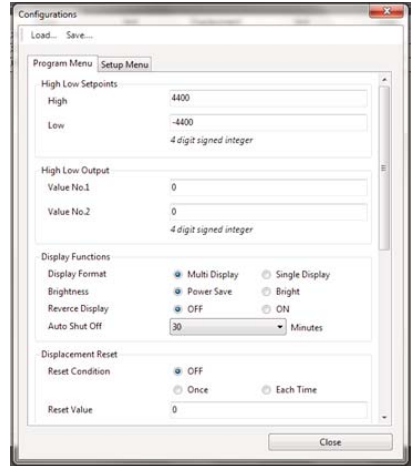 Configurations
Load... Save....
Program Menu Setup Menu
High Low Setpoints
High 4400
Low -4400
4 digit signed integer
High Low Output
Value No.1 0
Value No.2 0
4 digit signed integer
Display Functions
Display Format Multi Display Single Display
Brightness Power Save Bright
Reverce Display OFF ON
Auto Shut Off 30 Minutes
Displacement Reset
Reset Condition OFF
Once Each Time
Reset Value 0
Close